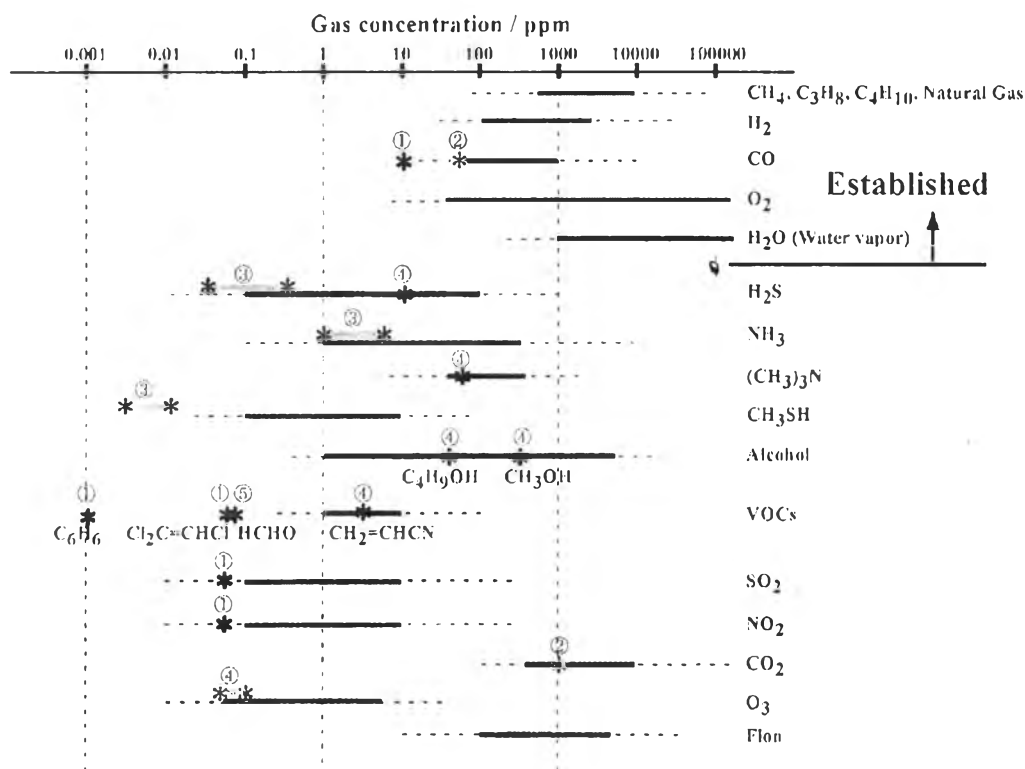 Gas concentration / ppm
0.001 0.01 0.1 1 10 100 1000 10000 100000
CH4, C3H8, C4H10, Natural Gas
H2
① ② CO
Established
O2
H2O (Water vapor)
③ ④ H2S
③ NH3
④ (CH3)3N
③ CH3SH
④ ④ Alcohol
C4H9OH CH3OH
① ① ⑤ ④ VOCs
C6H6 Cl2C=CHCl HCHO CH2=CHCN
① SO2
① NO2
② CO2
④ O3
Flon